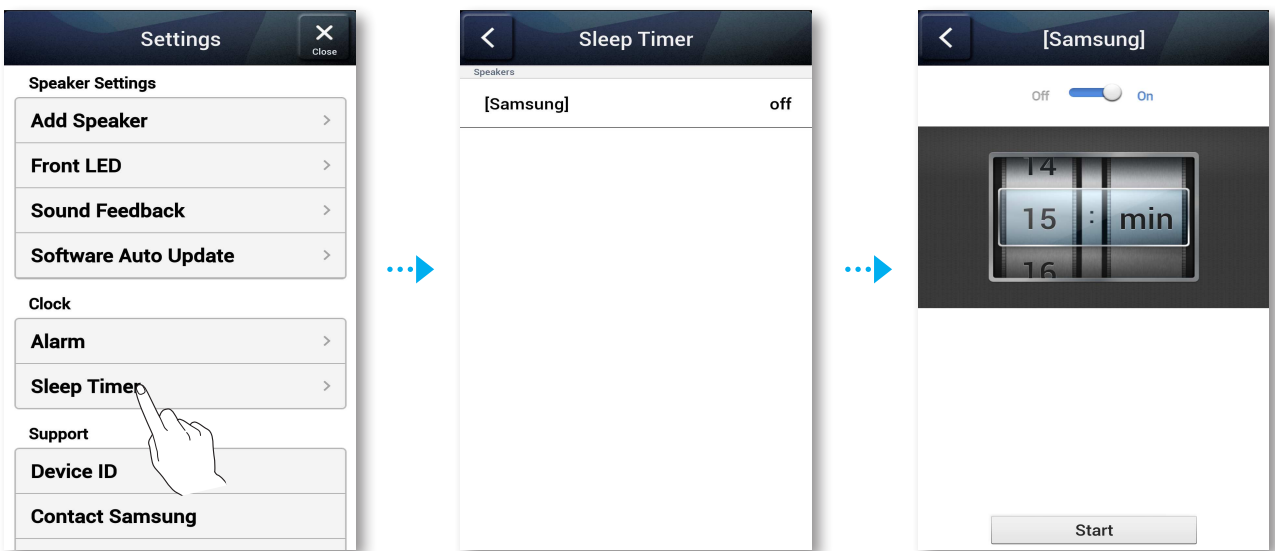 Settings
Close
Speaker Settings
Add Speaker
Front LED
Sound Feedback
Software Auto Update
Clock
Alarm
Sleep Timer
Support
Device ID
Contact Samsung
Sleep Timer
Speakers
[Samsung] off
[Samsung]
Off On
14
15 : min
16
Start